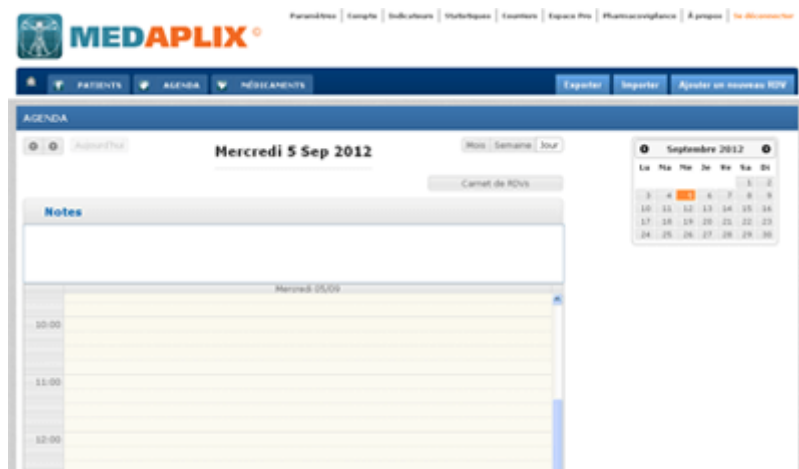 Paramètres | Compte | Indicateurs | Statistiques | Courriers | Espace Pro | Pharmacovigilance | À propos | Se déconnecter
MEDAPLIX
PATIENTS AGENDA MÉDICAMENTS Exporter Importer Ajouter un nouveau RDV
AGENDA
Aujourd'hui
Mercredi 5 Sep 2012
Mois Semaine Jour
Carnet de RDVs
Notes
Mercredi 05/09
10:00
11:00
12:00
Septembre 2012
Lu Ma Me Je Ve Sa Di
1 2
3 4 5 6 7 8 9
10 11 12 13 14 15 16
17 18 19 20 21 22 23
24 25 26 27 28 29 30